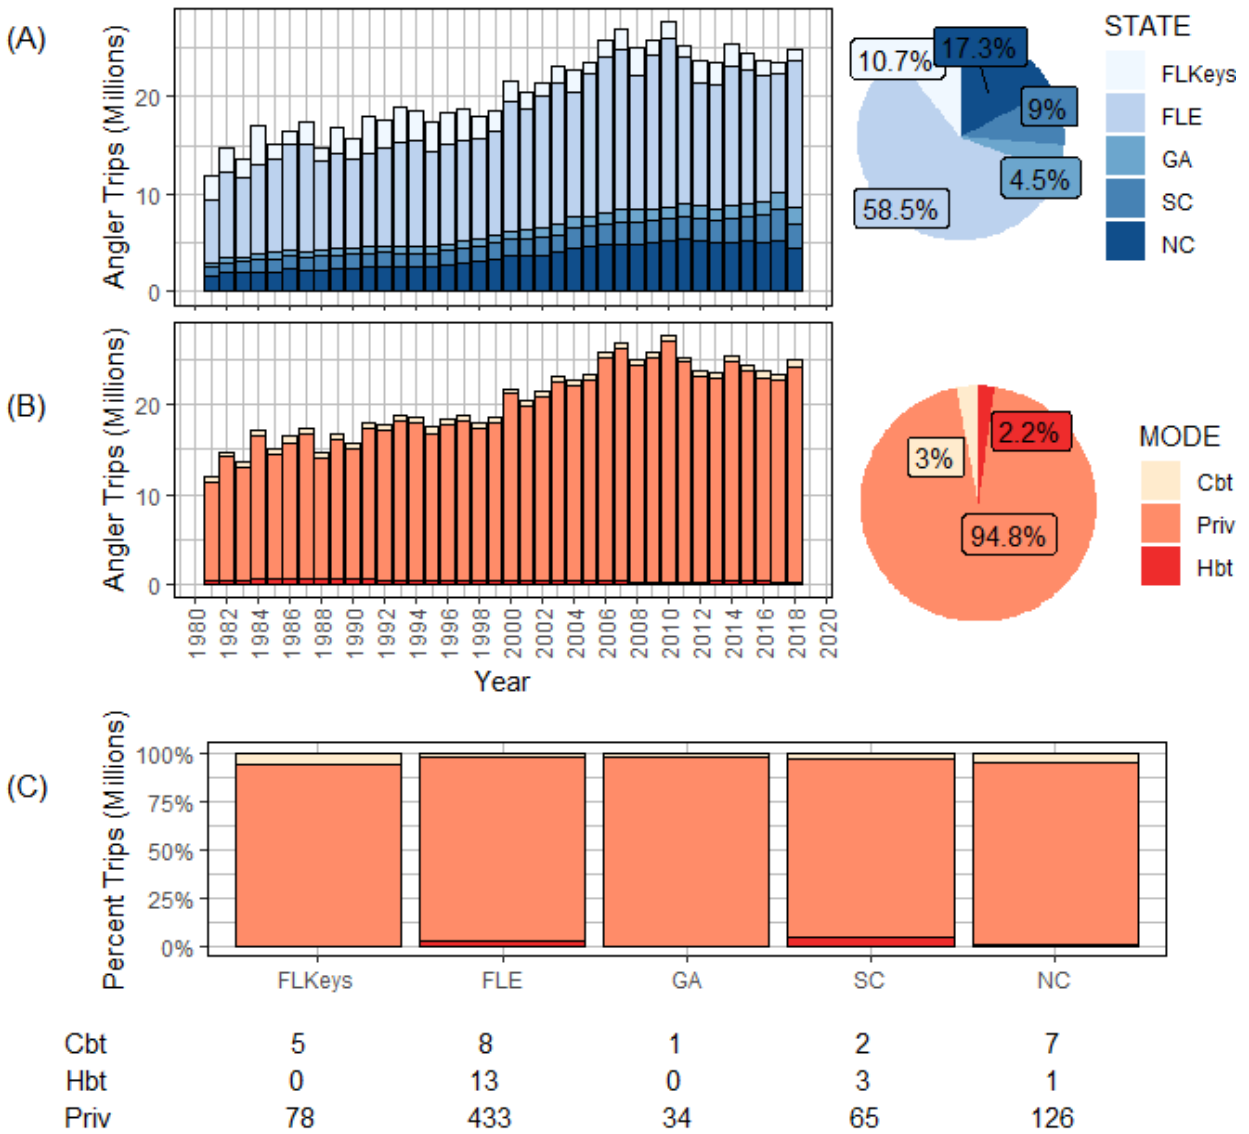 (A)
Angler Trips (Millions)
20
10
0
10.7%
17.3%
9%
4.5%
58.5%
STATE
FLKeys
FLE
GA
SC
NC
(B)
Angler Trips (Millions)
20
10
0
1980 1982 1984 1986 1988 1990 1992 1994 1996 1998 2000 2002 2004 2006 2008 2010 2012 2014 2016 2018 2020
Year
3%
2.2%
94.8%
MODE
Cbt
Priv
Hbt
(C)
Percent Trips (Millions)
100%
75%
50%
25%
0%
FLKeys FLE GA SC NC
Cbt 5 8 1 2 7
Hbt 0 13 0 3 1
Priv 78 433 34 65 126